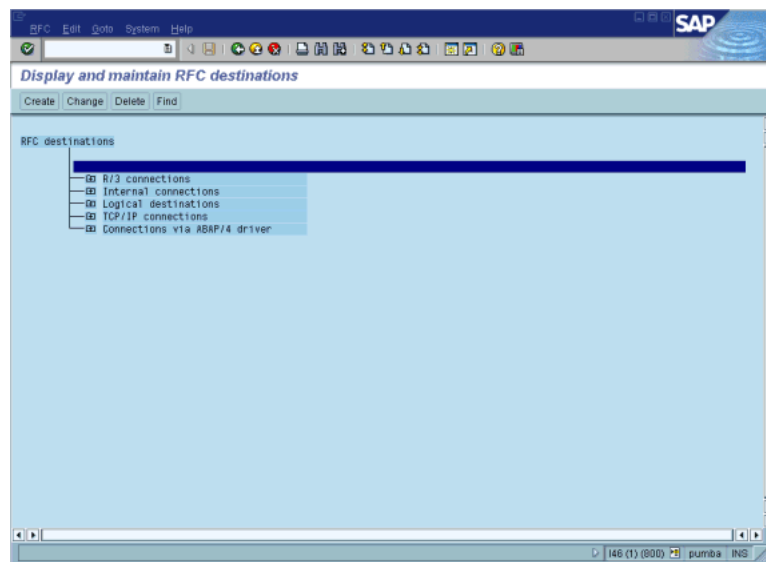 RFC Edit Goto System Help
SAP
Display and maintain RFC destinations
Create Change Delete Find
RFC destinations
R/3 connections
Internal connections
Logical destinations
TCP/IP connections
Connections via ABAP/4 driver
I46 (1) (800) pumba INS